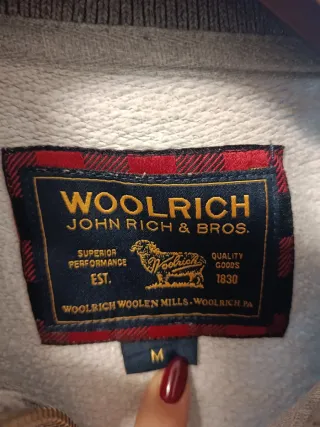 WOOLRICH
JOHN RICH & BROS.
SUPERIOR PERFORMANCE
Woolrich
QUALITY GOODS
EST.
1830
WOOLRICH WOOLEN MILLS · WOOLRICH PA
M